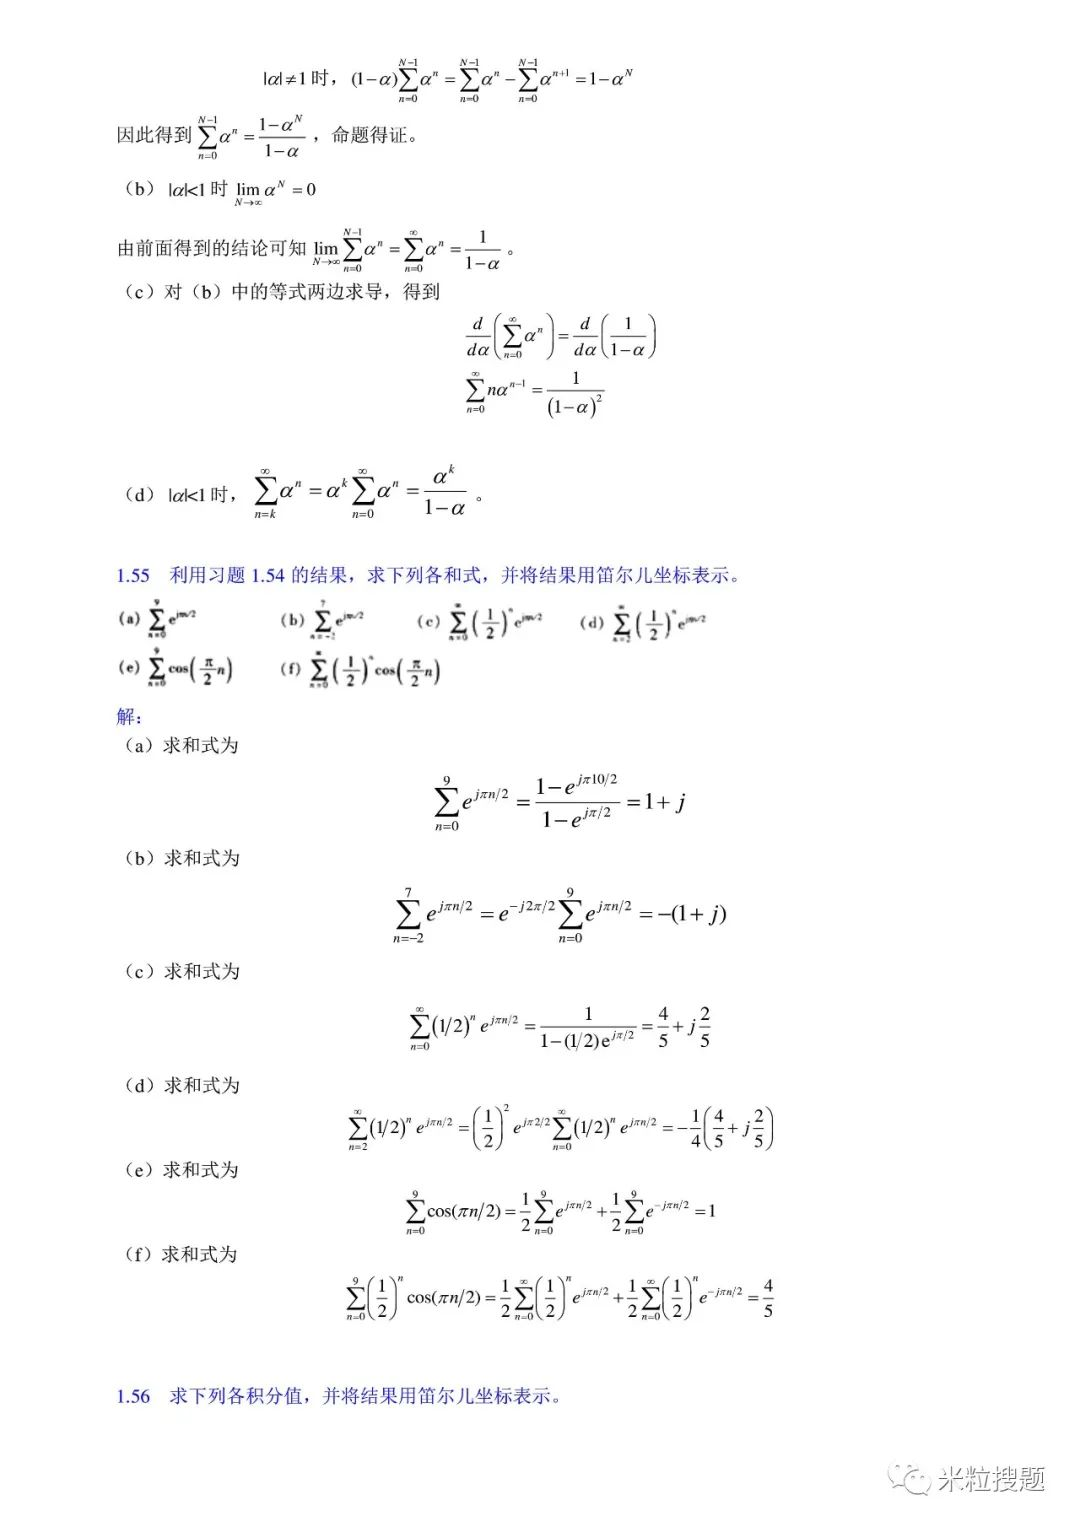 |α|≠1 时，(1−α)∑_{n=0}^{N−1} α^n = ∑_{n=0}^{N−1} α^n − ∑_{n=0}^{N−1} α^{n+1} = 1−α^N
因此得到 ∑_{n=0}^{N−1} α^n = (1−α^N)/(1−α) ，命题得证。
（b） |α|<1 时 lim_{N→∞} α^N = 0
由前面得到的结论可知 lim_{N→∞} ∑_{n=0}^{N−1} α^n = ∑_{n=0}^{∞} α^n = 1/(1−α) 。
（c）对（b）中的等式两边求导，得到
d/dα (∑_{n=0}^{∞} α^n) = d/dα (1/(1−α))
∑_{n=0}^{∞} nα^{n−1} = 1/(1−α)^2
（d） |α|<1 时， ∑_{n=k}^{∞} α^n = α^k ∑_{n=0}^{∞} α^n = α^k/(1−α) 。
1.55 利用习题 1.54 的结果，求下列各和式，并将结果用笛尔儿坐标表示。
(a) ∑_{n=0}^{9} e^{jπn/2} (b) ∑_{n=−2}^{7} e^{jπn/2} (c) ∑_{n=0}^{∞} (1/2)^n e^{jπn/2} (d) ∑_{n=2}^{∞} (1/2)^n e^{jπn/2}
(e) ∑_{n=0}^{9} cos(π/2 n) (f) ∑_{n=0}^{∞} (1/2)^n cos(π/2 n)
解：
（a）求和式为
∑_{n=0}^{9} e^{jπn/2} = (1−e^{jπ10/2})/(1−e^{jπ/2}) = 1+j
（b）求和式为
∑_{n=−2}^{7} e^{jπn/2} = e^{−j2π/2} ∑_{n=0}^{9} e^{jπn/2} = −(1+j)
（c）求和式为
∑_{n=0}^{∞} (1/2)^n e^{jπn/2} = 1/(1−(1/2)e^{jπ/2}) = 4/5 + j 2/5
（d）求和式为
∑_{n=2}^{∞} (1/2)^n e^{jπn/2} = (1/2)^2 e^{jπ2/2} ∑_{n=0}^{∞} (1/2)^n e^{jπn/2} = −1/4 (4/5 + j 2/5)
（e）求和式为
∑_{n=0}^{9} cos(πn/2) = 1/2 ∑_{n=0}^{9} e^{jπn/2} + 1/2 ∑_{n=0}^{9} e^{−jπn/2} = 1
（f）求和式为
∑_{n=0}^{9} (1/2)^n cos(πn/2) = 1/2 ∑_{n=0}^{∞} (1/2)^n e^{jπn/2} + 1/2 ∑_{n=0}^{∞} (1/2)^n e^{−jπn/2} = 4/5
1.56 求下列各积分值，并将结果用笛尔儿坐标表示。
米粒搜题